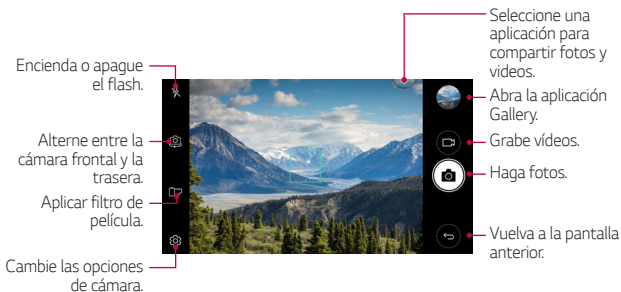 Encienda o apague
el flash.
Alterne entre la
cámara frontal y la
trasera.
Aplicar filtro de
película.
Cambie las opciones
de cámara.
Seleccione una
aplicación para
compartir fotos y
videos.
Abra la aplicación
Gallery.
Grabe vídeos.
Haga fotos.
Vuelva a la pantalla
anterior.